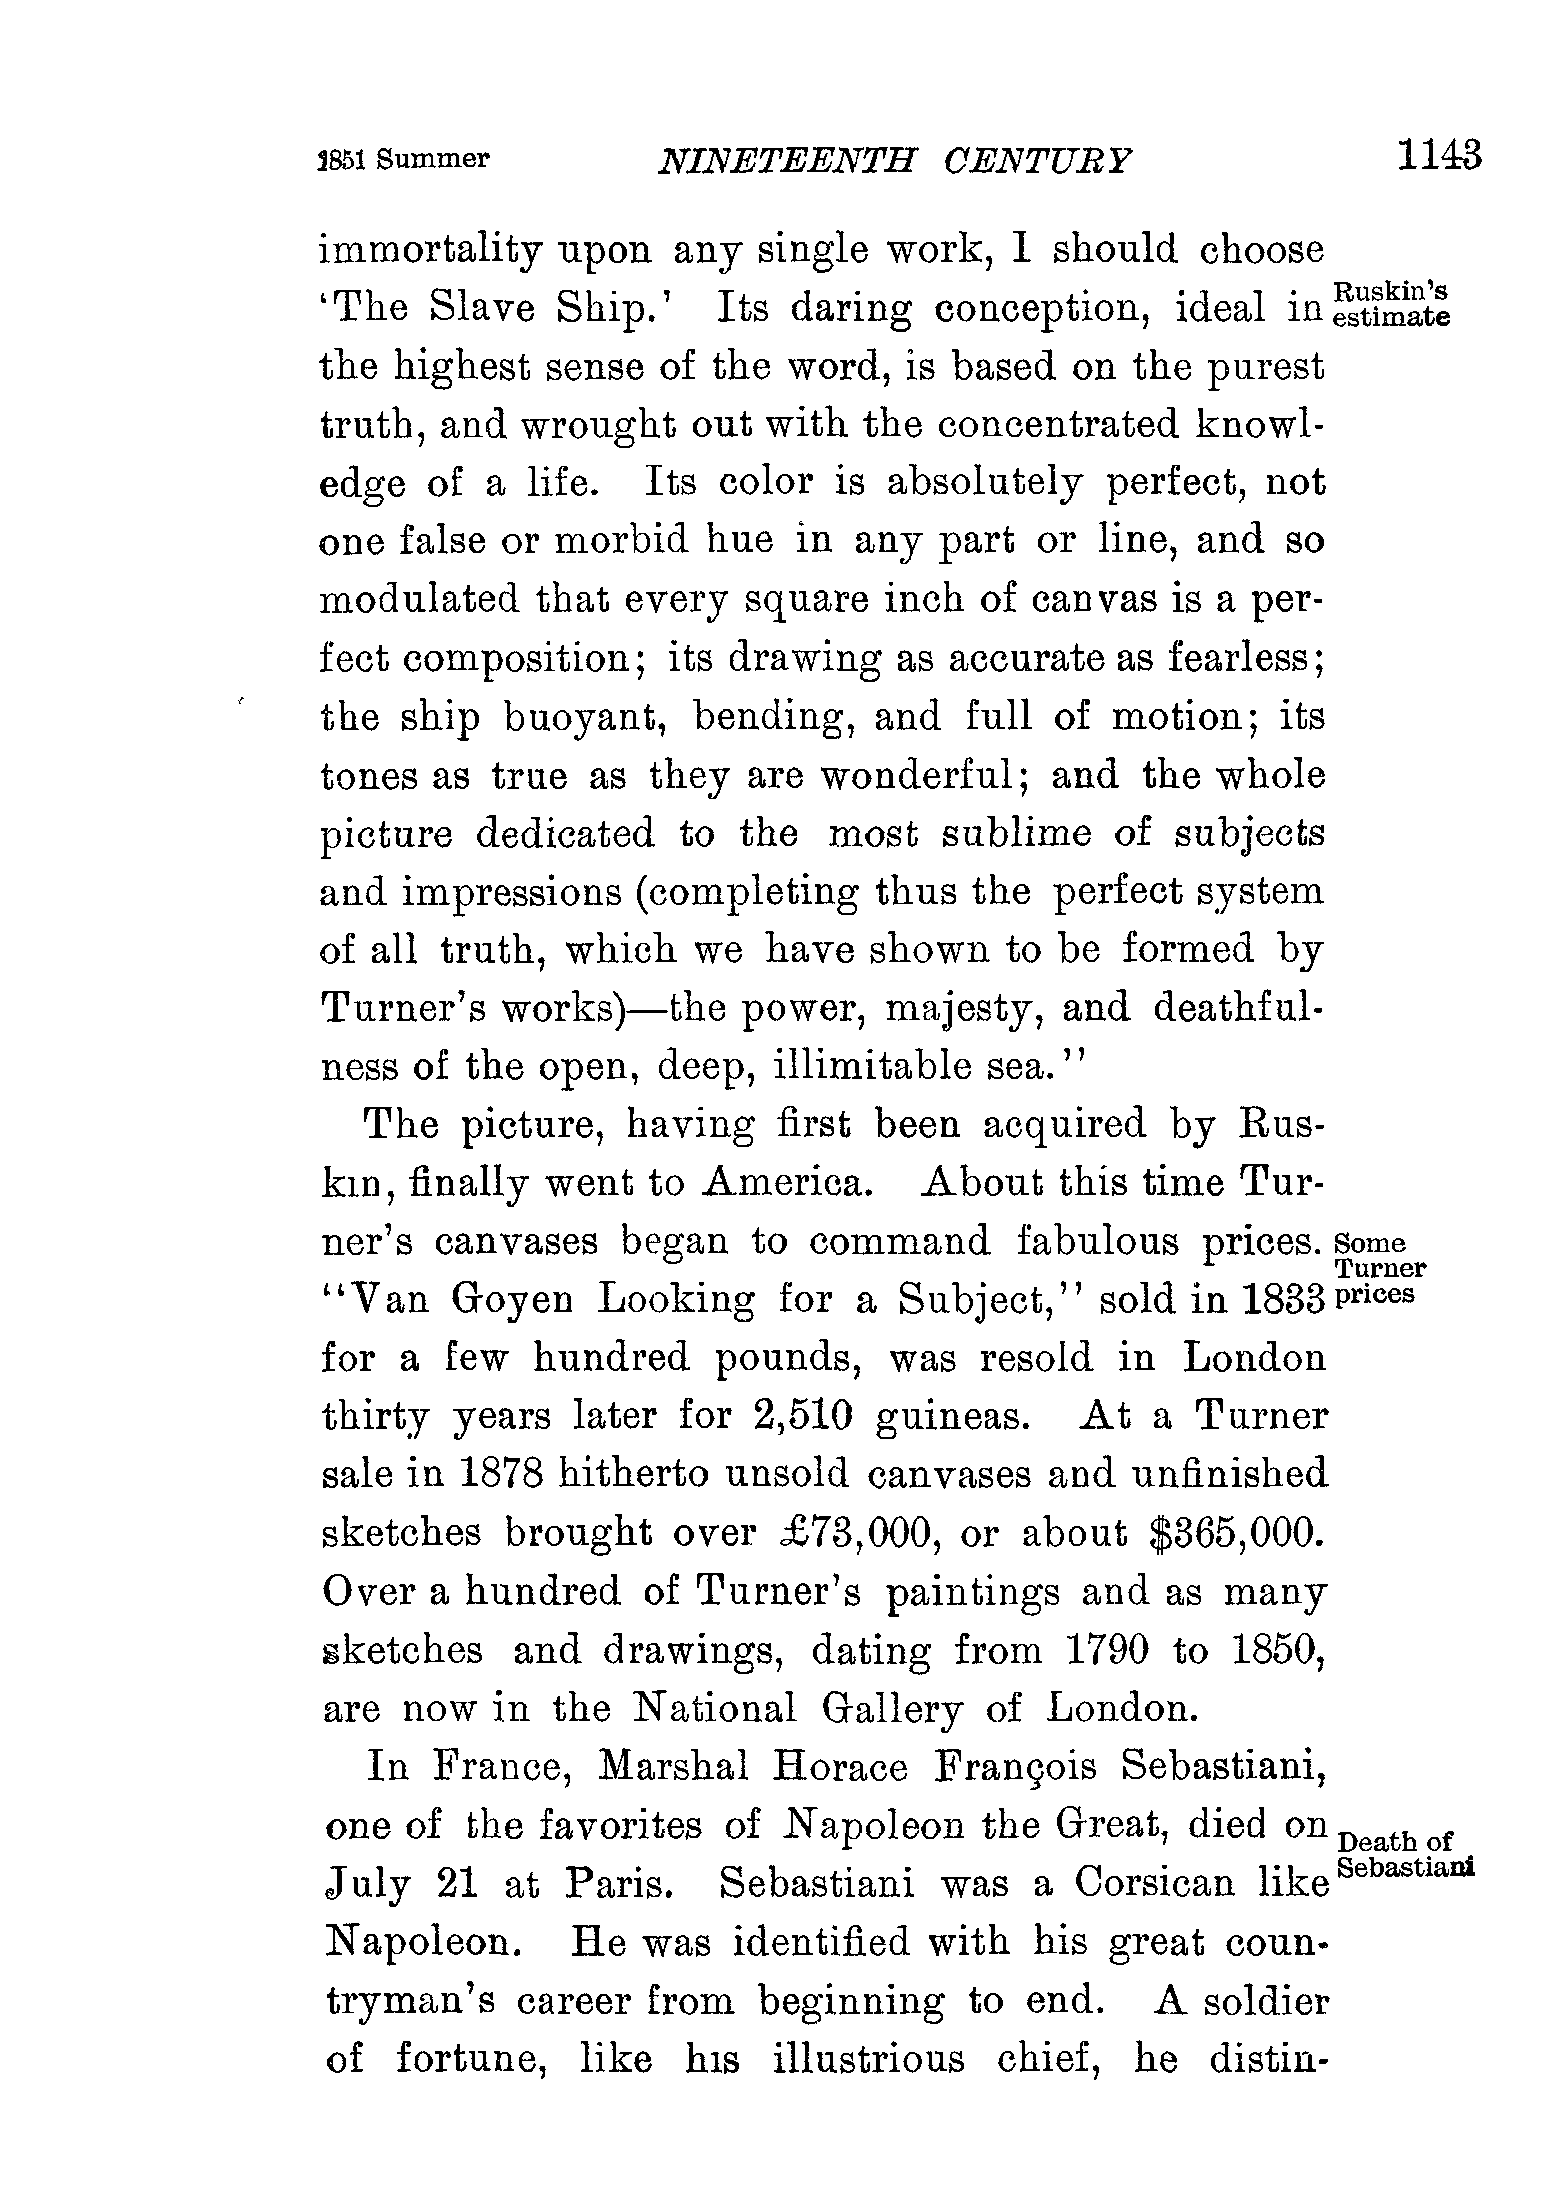 1851 Summer NINETEENTH CENTURY 1143
immortality upon any single work, I should choose
'The Slave Ship.' Its daring conception, ideal in
Ruskin's
estimate
the highest sense of the word, is based on the purest
truth, and wrought out with the concentrated knowl-
edge of a life. Its color is absolutely perfect, not
one false or morbid hue in any part or line, and so
modulated that every square inch of canvas is a per-
fect composition; its drawing as accurate as fearless;
the ship buoyant, bending, and full of motion; its
tones as true as they are wonderful; and the whole
picture dedicated to the most sublime of subjects
and impressions (completing thus the perfect system
of all truth, which we have shown to be formed by
Turner's works)—the power, majesty, and deathful-
ness of the open, deep, illimitable sea."
The picture, having first been acquired by Rus-
kin, finally went to America. About this time Tur-
ner's canvases began to command fabulous prices.
Some
Turner
prices
"Van Goyen Looking for a Subject," sold in 1833
for a few hundred pounds, was resold in London
thirty years later for 2,510 guineas. At a Turner
sale in 1878 hitherto unsold canvases and unfinished
sketches brought over £73,000, or about $365,000.
Over a hundred of Turner's paintings and as many
sketches and drawings, dating from 1790 to 1850,
are now in the National Gallery of London.
In France, Marshal Horace François Sebastiani,
one of the favorites of Napoleon the Great, died on
Death of
Sebastiani
July 21 at Paris. Sebastiani was a Corsican like
Napoleon. He was identified with his great coun-
tryman's career from beginning to end. A soldier
of fortune, like his illustrious chief, he distin-